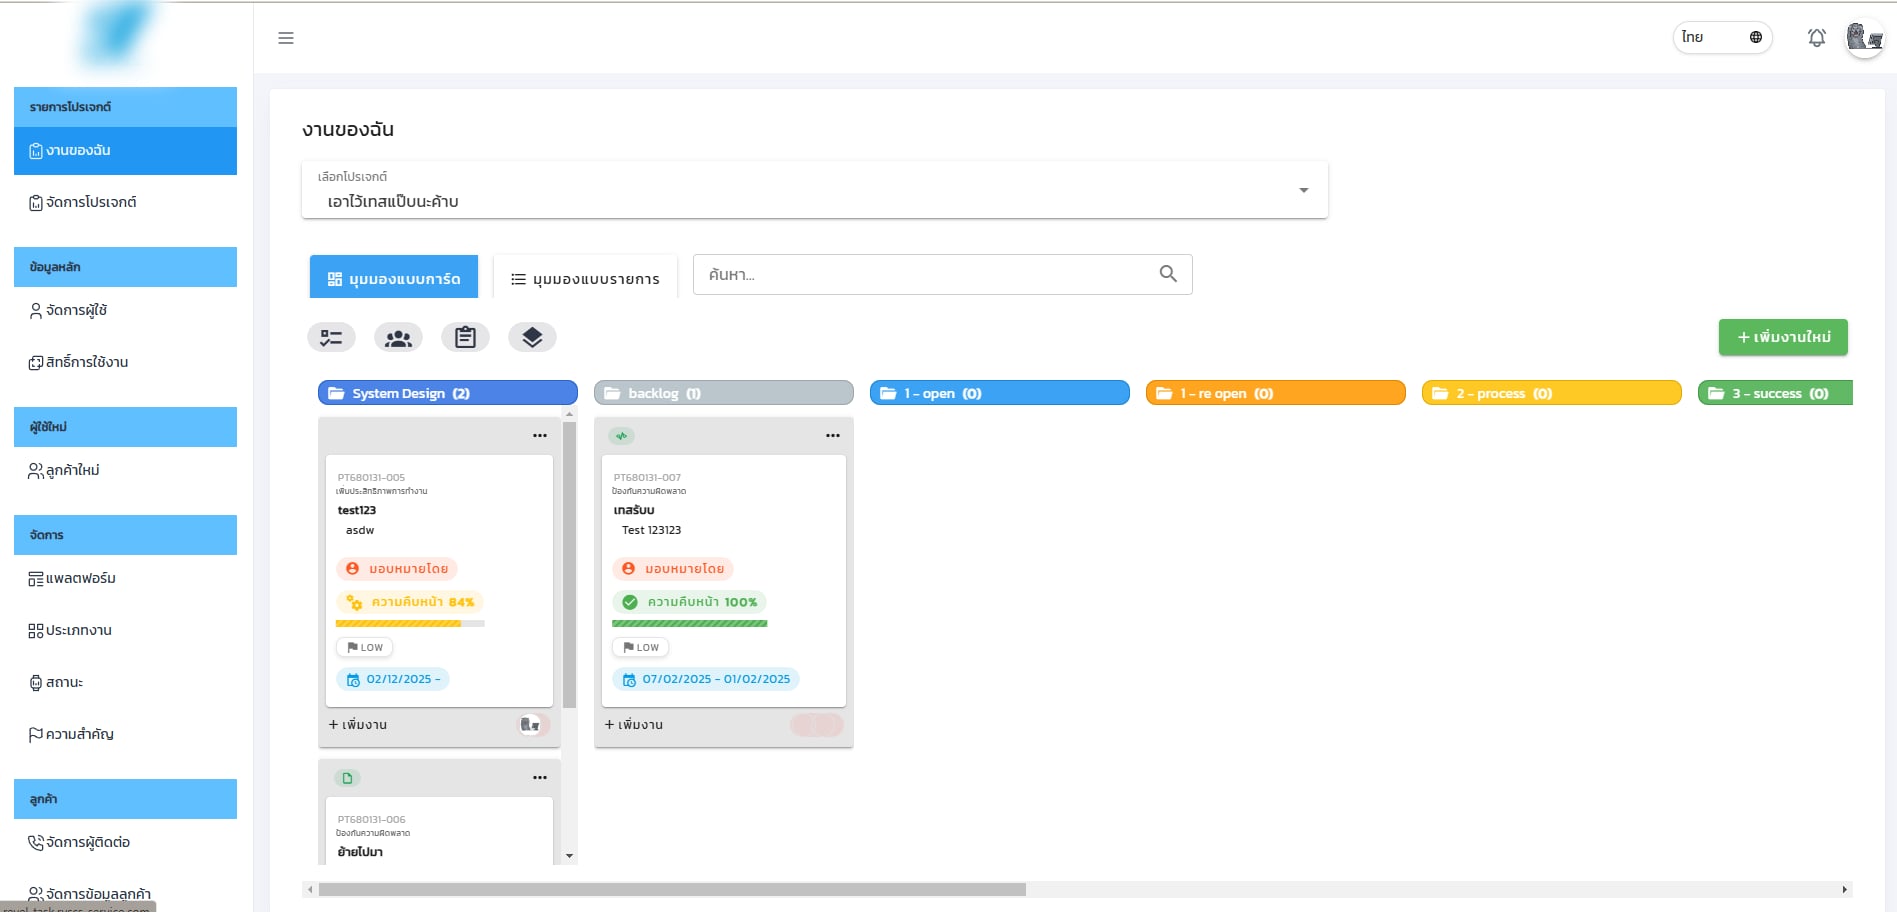 รายการโปรเจกต์
งานของฉัน
จัดการโปรเจกต์
ข้อมูลหลัก
จัดการผู้ใช้
สิทธิ์การใช้งาน
ผู้ใช้ใหม่
ลูกค้าใหม่
จัดการ
แพลตฟอร์ม
ประเภทงาน
สถานะ
ความสำคัญ
ลูกค้า
จัดการผู้ติดต่อ
จัดการข้อมูลลูกค้า
ไทย
งานของฉัน
เลือกโปรเจกต์
เอาไว้เทสแป๊บนะค้าบ
มุมมองแบบการ์ด
มุมมองแบบรายการ
ค้นหา...
+ เพิ่มงานใหม่
System Design (2)
PT680131-005
เพิ่มประสิทธิภาพการทำงาน
test123
asdw
มอบหมายโดย
ความคืบหน้า 84%
LOW
02/12/2025 -
+ เพิ่มงาน
PT680131-006
ป้องกันความผิดพลาด
ย้ายไปมา
backlog (1)
PT680131-007
ป้องกันความผิดพลาด
เทสรับบ
Test 123123
มอบหมายโดย
ความคืบหน้า 100%
LOW
07/02/2025 - 01/02/2025
+ เพิ่มงาน
1 - open (0)
1 - re open (0)
2 - process (0)
3 - success (0)